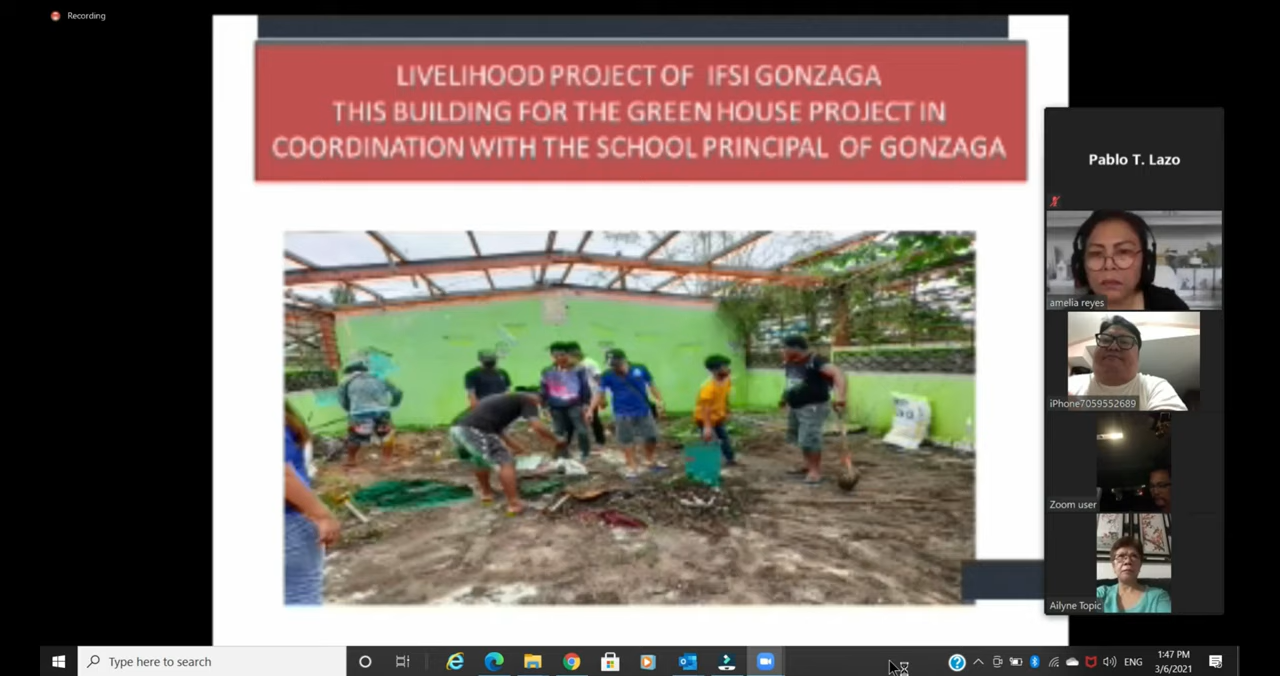 Recording
LIVELIHOOD PROJECT OF IFSI GONZAGA
THIS BUILDING FOR THE GREEN HOUSE PROJECT IN
COORDINATION WITH THE SCHOOL PRINCIPAL OF GONZAGA
Pablo T. Lazo
amelia reyes
iPhone7059552689
Zoom user
Ailyne Topic
Type here to search
ENG
1:47 PM
3/6/2021